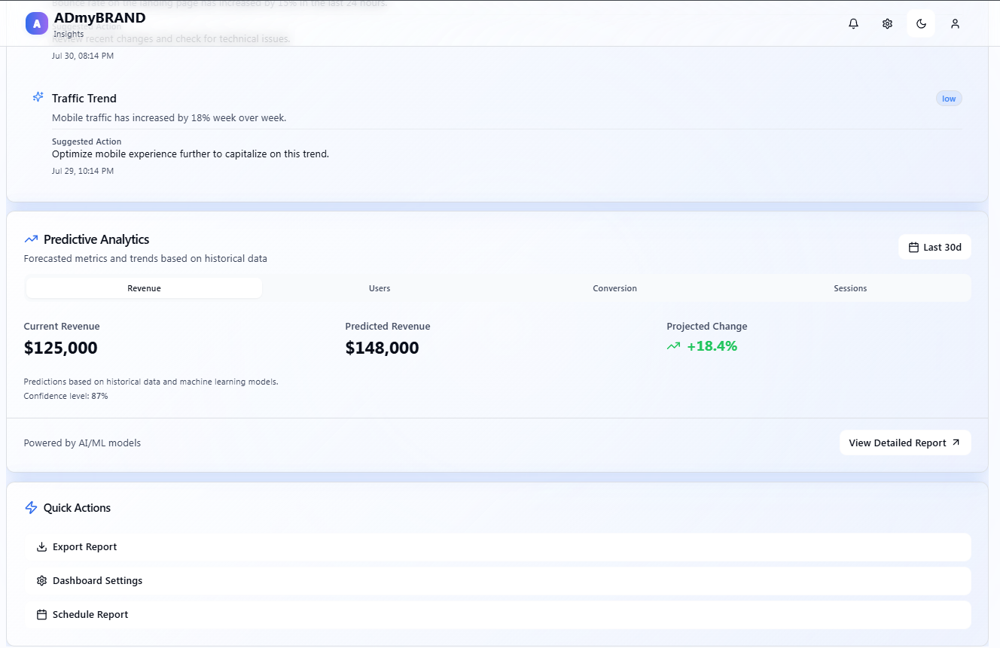 Bounce rate on the landing page has increased by 15% in the last 24 hours.
A
ADmyBRAND
Insights
Suggested Action
Review recent changes and check for technical issues.
Jul 30, 08:14 PM
Traffic Trend
low
Mobile traffic has increased by 18% week over week.
Suggested Action
Optimize mobile experience further to capitalize on this trend.
Jul 29, 10:14 PM
Predictive Analytics
Forecasted metrics and trends based on historical data
Last 30d
Revenue
Users
Conversion
Sessions
Current Revenue
$125,000
Predicted Revenue
$148,000
Projected Change
+18.4%
Predictions based on historical data and machine learning models.
Confidence level: 87%
Powered by AI/ML models
View Detailed Report
Quick Actions
Export Report
Dashboard Settings
Schedule Report